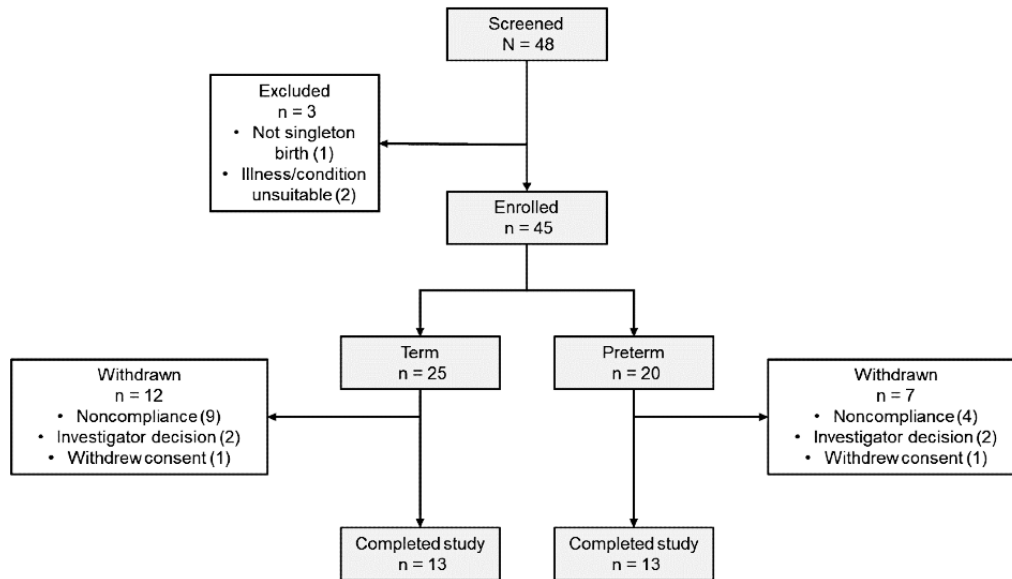 Screened
N = 48
Excluded
n = 3
• Not singleton
birth (1)
• Illness/condition
unsuitable (2)
Enrolled
n = 45
Term
n = 25
Preterm
n = 20
Withdrawn
n = 12
• Noncompliance (9)
• Investigator decision (2)
• Withdrew consent (1)
Withdrawn
n = 7
• Noncompliance (4)
• Investigator decision (2)
• Withdrew consent (1)
Completed study
n = 13
Completed study
n = 13